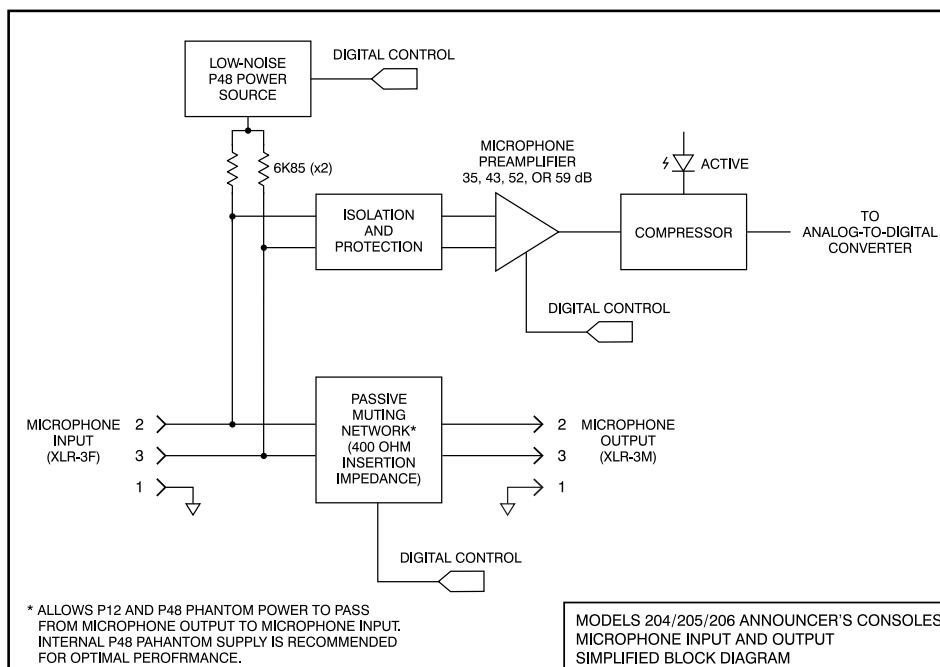 LOW-NOISE
P48 POWER
SOURCE
DIGITAL CONTROL
6K85 (x2)
MICROPHONE
PREAMPLIFIER
35, 43, 52, OR 59 dB
ACTIVE
ISOLATION
AND
PROTECTION
COMPRESSOR
TO
ANALOG-TO-DIGITAL
CONVERTER
DIGITAL CONTROL
MICROPHONE
INPUT
(XLR-3F)
2
3
1
PASSIVE
MUTING
NETWORK*
(400 OHM
INSERTION
IMPEDANCE)
2
3
1
MICROPHONE
OUTPUT
(XLR-3M)
DIGITAL CONTROL
* ALLOWS P12 AND P48 PHANTOM POWER TO PASS
FROM MICROPHONE OUTPUT TO MICROPHONE INPUT.
INTERNAL P48 PAHANTOM SUPPLY IS RECOMMENDED
FOR OPTIMAL PEROFRMANCE.
MODELS 204/205/206 ANNOUNCER'S CONSOLES
MICROPHONE INPUT AND OUTPUT
SIMPLIFIED BLOCK DIAGRAM